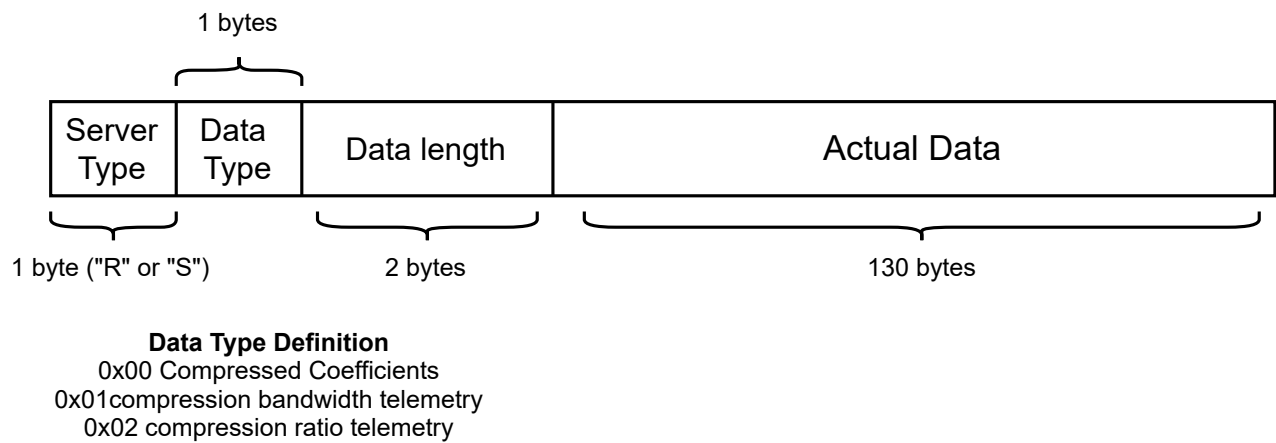 1 bytes
Server Type
Data Type
Data length
Actual Data
1 byte ("R" or "S")
2 bytes
130 bytes
Data Type Definition
0x00 Compressed Coefficients
0x01compression bandwidth telemetry
0x02 compression ratio telemetry